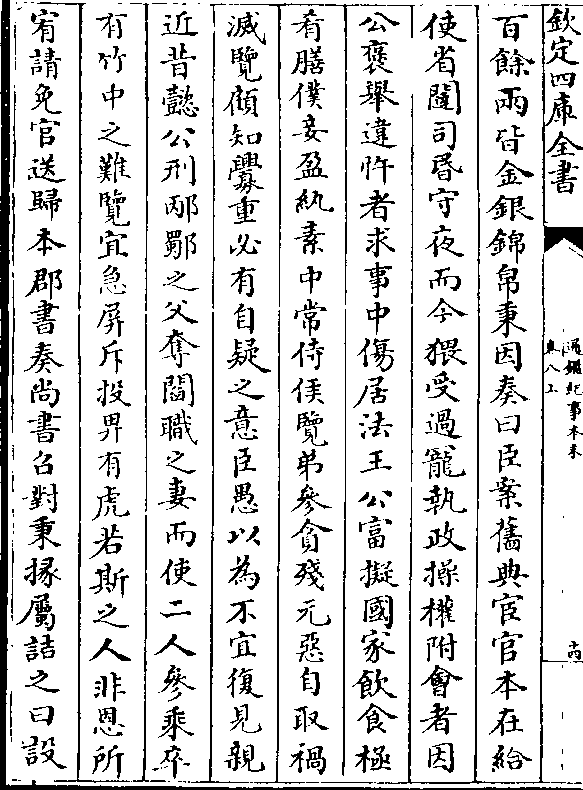 欽定四庫全書
通鑑紀事本末
卷八上
十四
百餘兩皆金銀錦帛秉因奏曰臣案舊典宦官本在給
使省闥司昏守夜而今猥受過寵執政操權附會者因
公褒舉違忤者求事中傷居法王公富擬國家飲食極
肴膳僕妾盈紈素中常侍侯覽弟參貪殘元惡自取禍
滅覽顧知釁重必有自疑之意臣愚以為不宜復見親
近昔懿公刑邴鄹之父奪閻職之妻而使二人參乘卒
有竹中之難覽宜急屏斥投畀有虎若斯之人非恩所
宥請免官送歸本郡書奏尚書召對秉掾屬詰之曰設